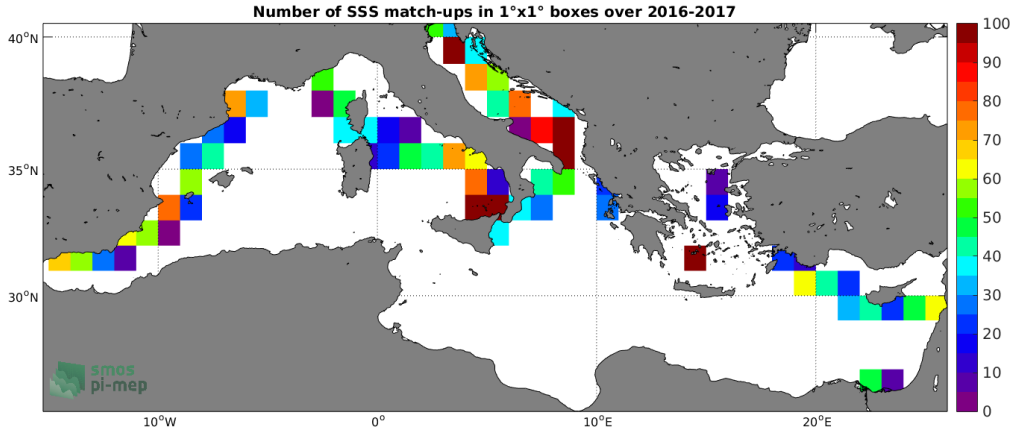 Number of SSS match-ups in 1°x1° boxes over 2016-2017
40°N
35°N
30°N
10°W
0°
10°E
20°E
100
90
80
70
60
50
40
30
20
10
0
smos
pi-mep